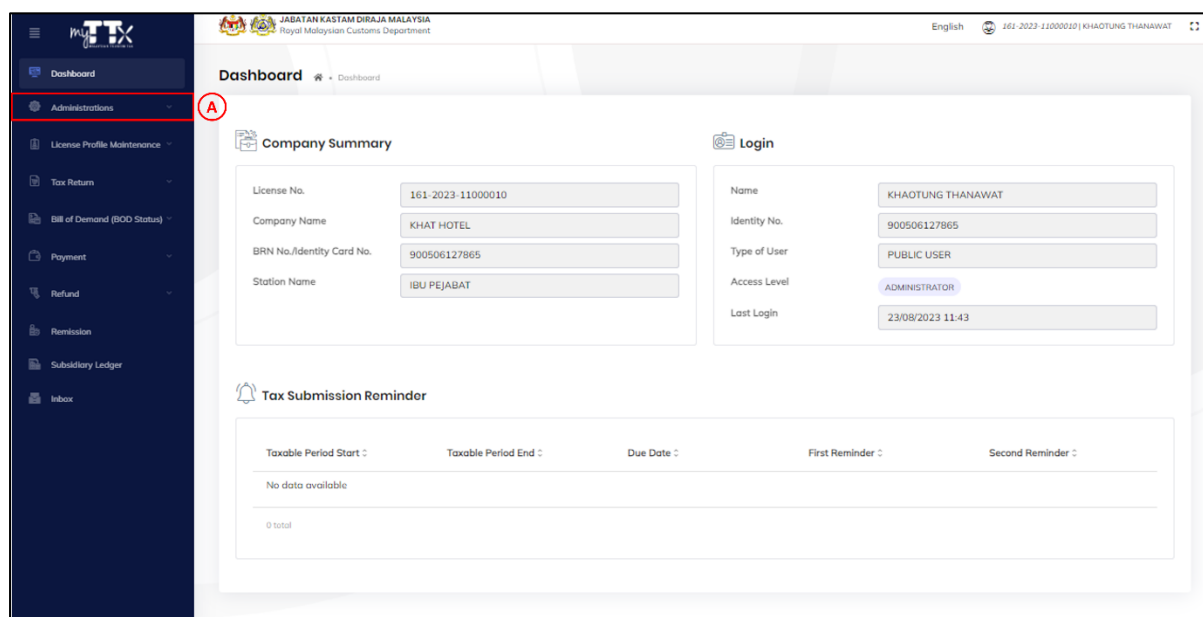 myTTX
JABATAN KASTAM DIRAJA MALAYSIA
Royal Malaysian Customs Department
English
161-2023-11000010 | KHAOTUNG THANAWAT
Dashboard
Administrations
A
License Profile Maintenance
Tax Return
Bill of Demand (BOD Status)
Payment
Refund
Remission
Subsidiary Ledger
Inbox
Dashboard
Dashboard
Company Summary
License No. 161-2023-11000010
Company Name KHAT HOTEL
BRN No./Identity Card No. 900506127865
Station Name IBU PEJABAT
Login
Name KHAOTUNG THANAWAT
Identity No. 900506127865
Type of User PUBLIC USER
Access Level ADMINISTRATOR
Last Login 23/08/2023 11:43
Tax Submission Reminder
Taxable Period Start Taxable Period End Due Date First Reminder Second Reminder
No data available
0 total